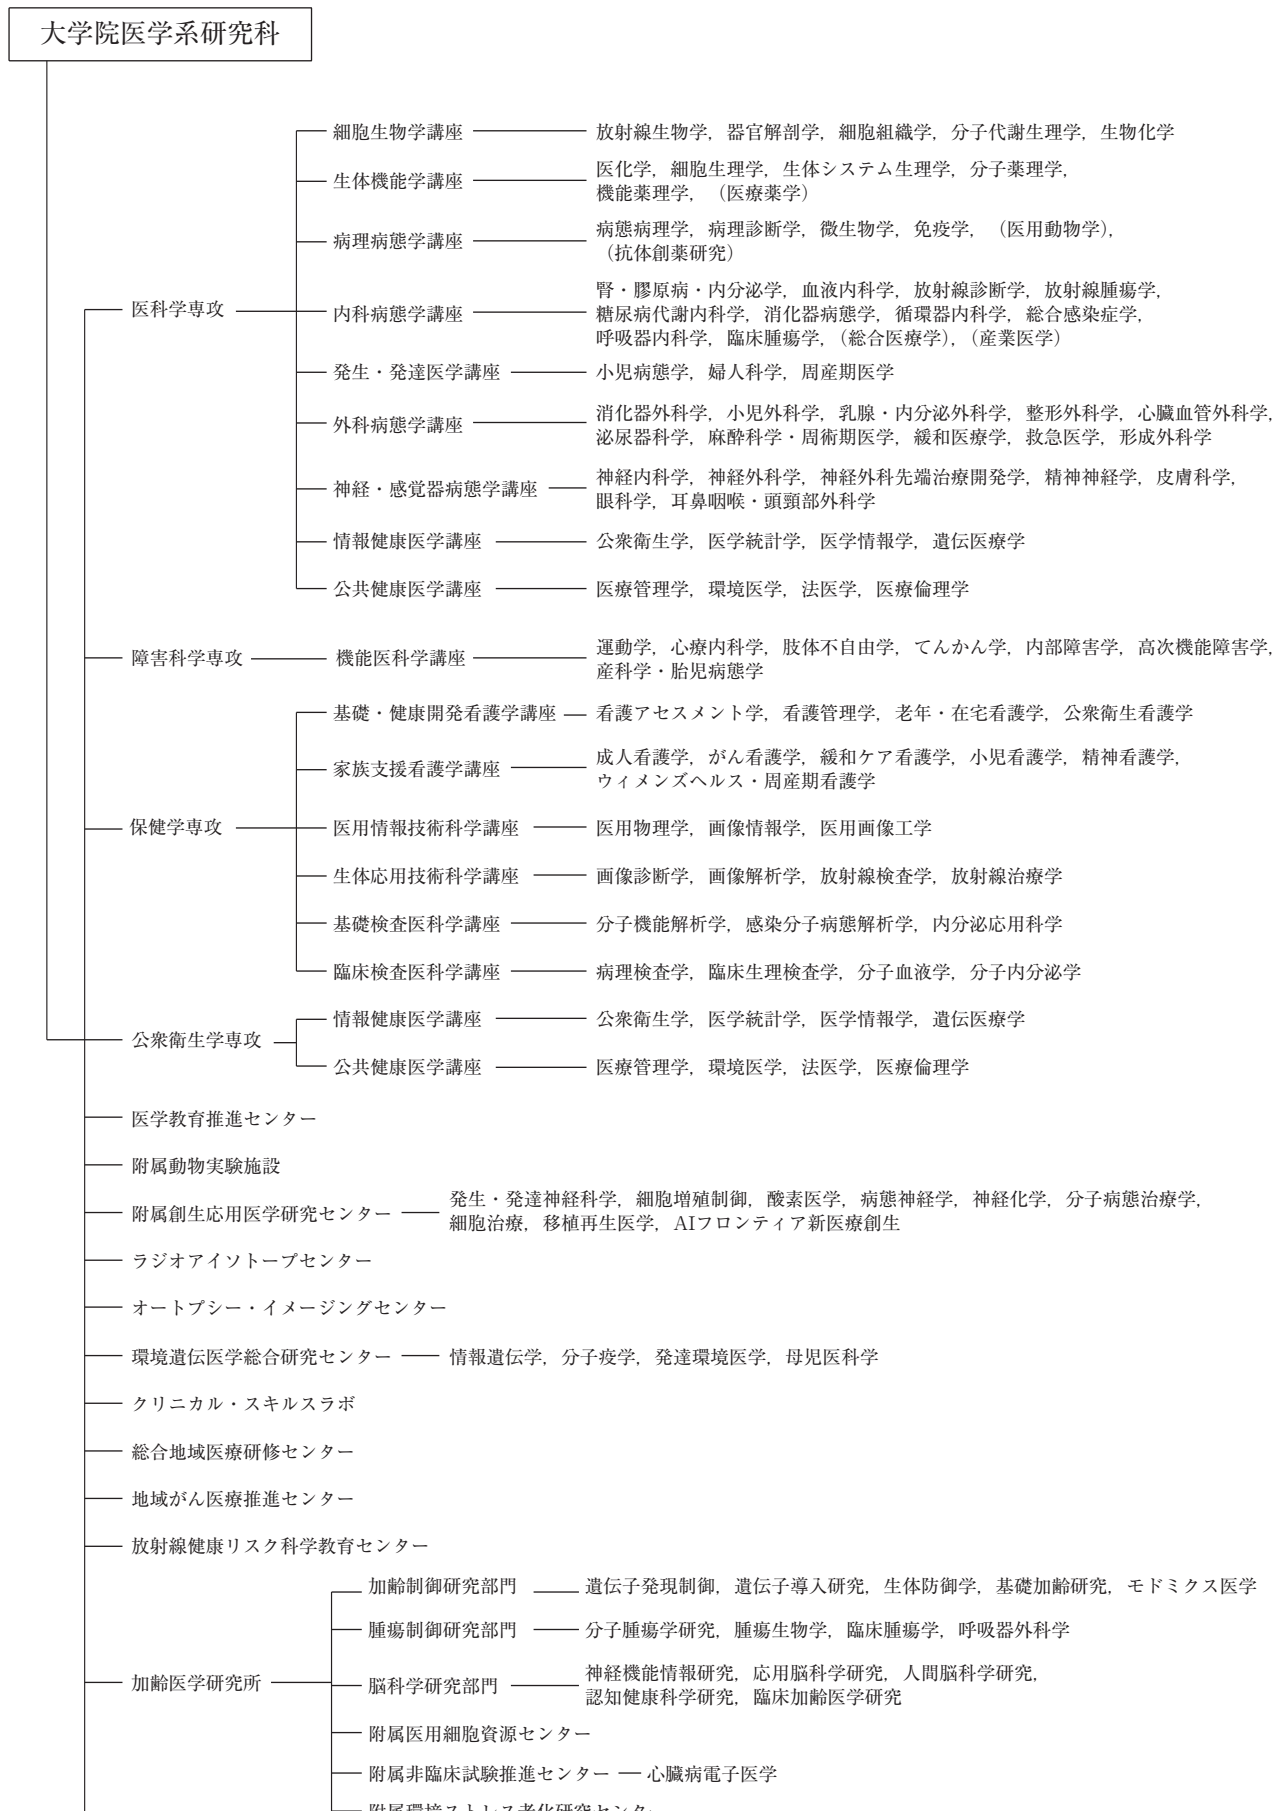 大学院医学系研究科
細胞生物学講座 放射線生物学，器官解剖学，細胞組織学，分子代謝生理学，生物化学
生体機能学講座 医化学，細胞生理学，生体システム生理学，分子薬理学，
機能薬理学，（医療薬学）
病理病態学講座 病態病理学，病理診断学，微生物学，免疫学，（医用動物学），
（抗体創薬研究）
医科学専攻
内科病態学講座 腎・膠原病・内分泌学，血液内科学，放射線診断学，放射線腫瘍学，
糖尿病代謝内科学，消化器病態学，循環器内科学，総合感染症学，
呼吸器内科学，臨床腫瘍学，（総合医療学），（産業医学）
発生・発達医学講座 小児病態学，婦人科学，周産期医学
外科病態学講座 消化器外科学，小児外科学，乳腺・内分泌外科学，整形外科学，心臓血管外科学，
泌尿器科学，麻酔科学・周術期医学，緩和医療学，救急医学，形成外科学
神経・感覚器病態学講座 神経内科学，神経外科学，神経外科先端治療開発学，精神神経学，皮膚科学，
眼科学，耳鼻咽喉・頭頸部外科学
情報健康医学講座 公衆衛生学，医学統計学，医学情報学，遺伝医療学
公共健康医学講座 医療管理学，環境医学，法医学，医療倫理学
障害科学専攻 機能医科学講座 運動学，心療内科学，肢体不自由学，てんかん学，内部障害学，高次機能障害学，
産科学・胎児病態学
基礎・健康開発看護学講座 看護アセスメント学，看護管理学，老年・在宅看護学，公衆衛生看護学
家族支援看護学講座 成人看護学，がん看護学，緩和ケア看護学，小児看護学，精神看護学，
ウィメンズヘルス・周産期看護学
保健学専攻 医用情報技術科学講座 医用物理学，画像情報学，医用画像工学
生体応用技術科学講座 画像診断学，画像解析学，放射線検査学，放射線治療学
基礎検査医科学講座 分子機能解析学，感染分子病態解析学，内分泌応用科学
臨床検査医科学講座 病理検査学，臨床生理検査学，分子血液学，分子内分泌学
情報健康医学講座 公衆衛生学，医学統計学，医学情報学，遺伝医療学
公衆衛生学専攻
公共健康医学講座 医療管理学，環境医学，法医学，医療倫理学
医学教育推進センター
附属動物実験施設
附属創生応用医学研究センター 発生・発達神経科学，細胞増殖制御，酸素医学，病態神経学，神経化学，分子病態治療学，
細胞治療，移植再生医学，AIフロンティア新医療創生
ラジオアイソトープセンター
オートプシー・イメージングセンター
環境遺伝医学総合研究センター 情報遺伝学，分子疫学，発達環境医学，母児医科学
クリニカル・スキルスラボ
総合地域医療研修センター
地域がん医療推進センター
放射線健康リスク科学教育センター
加齢制御研究部門 遺伝子発現制御，遺伝子導入研究，生体防御学，基礎加齢研究，モドミクス医学
腫瘍制御研究部門 分子腫瘍学研究，腫瘍生物学，臨床腫瘍学，呼吸器外科学
加齢医学研究所 脳科学研究部門 神経機能情報研究，応用脳科学研究，人間脳科学研究，
認知健康科学研究，臨床加齢医学研究
附属医用細胞資源センター
附属非臨床試験推進センター 心臓病電子医学
附属環境ストレス老化研究センター